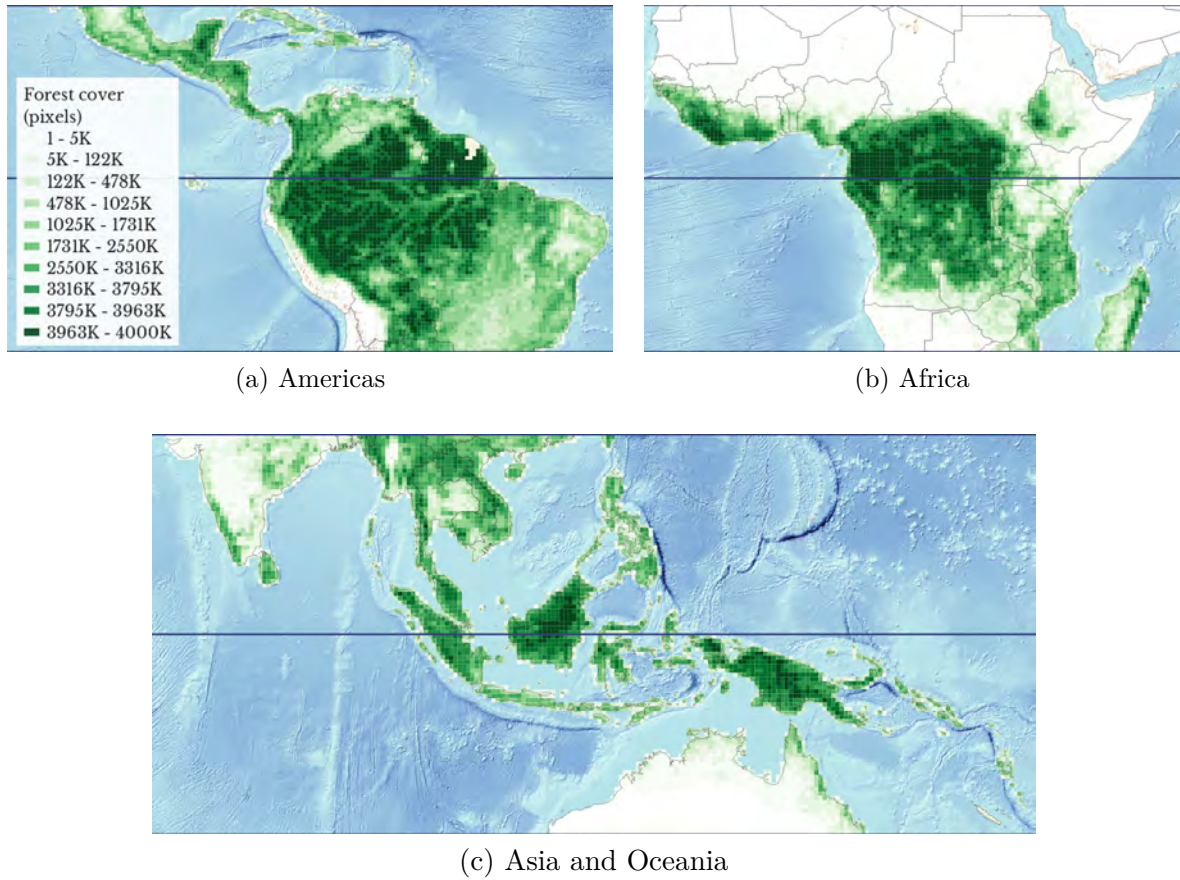 Forest cover
(pixels)
1 - 5K
5K - 122K
122K - 478K
478K - 1025K
1025K - 1731K
1731K - 2550K
2550K - 3316K
3316K - 3795K
3795K - 3963K
3963K - 4000K
(a) Americas
(b) Africa
(c) Asia and Oceania